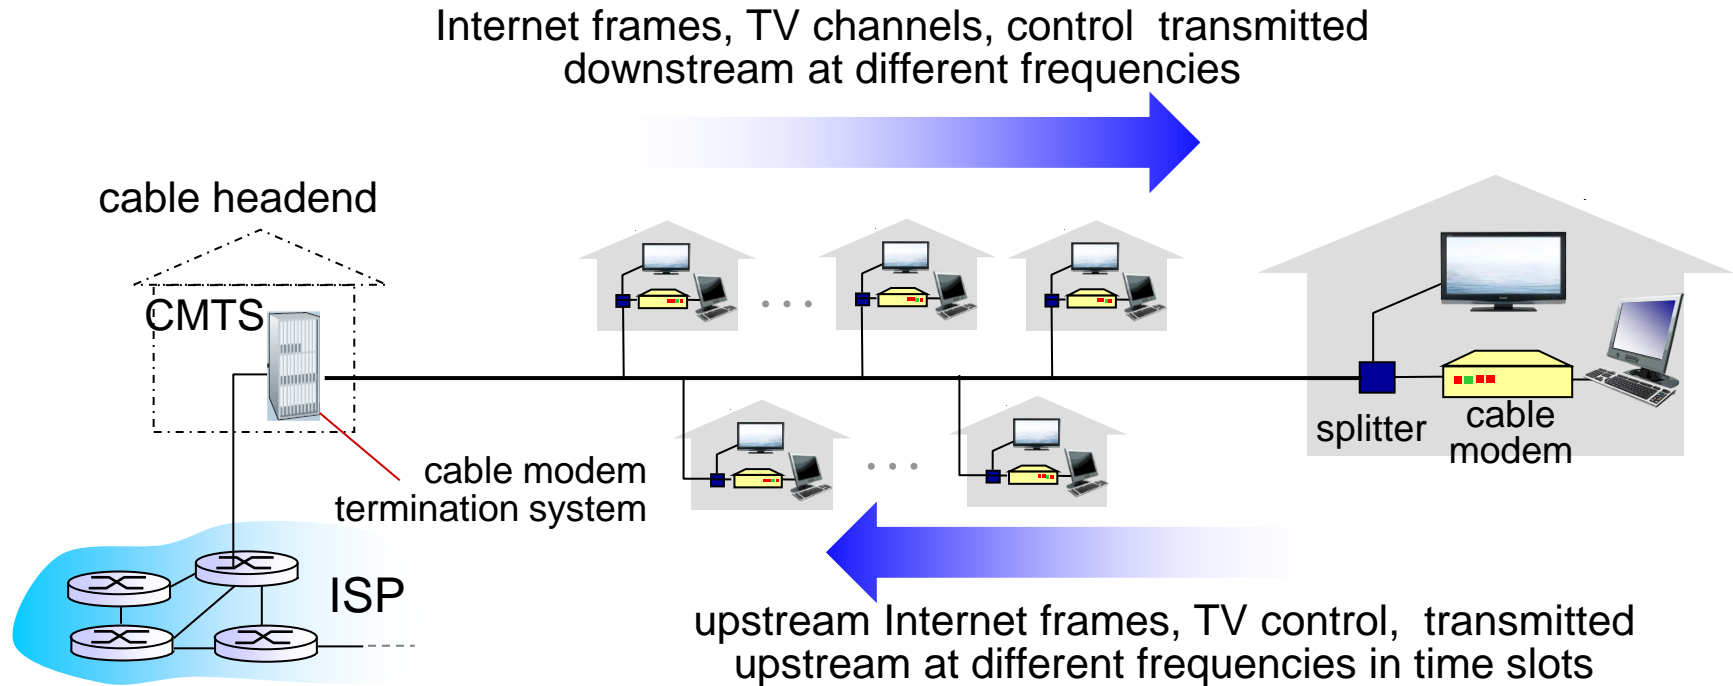 Internet frames, TV channels, control  transmitted
downstream at different frequencies
cable headend
CMTS
splitter
cable
modem
cable modem
termination system
ISP
upstream Internet frames, TV control,  transmitted
upstream at different frequencies in time slots